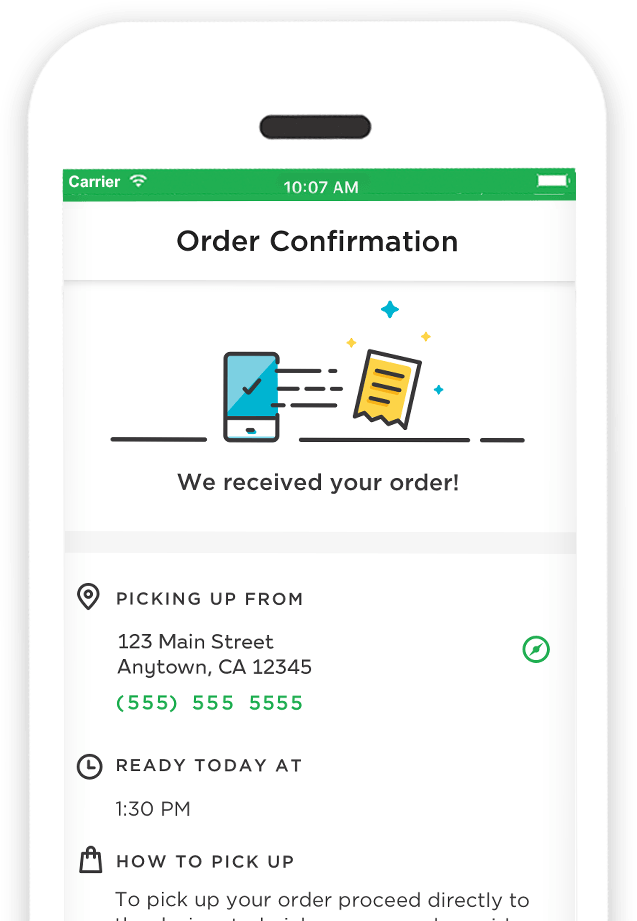 Carrier
10:07 AM
Order Confirmation
We received your order!
PICKING UP FROM
123 Main Street
Anytown, CA 12345
(555) 555 5555
READY TODAY AT
1:30 PM
HOW TO PICK UP
To pick up your order proceed directly to